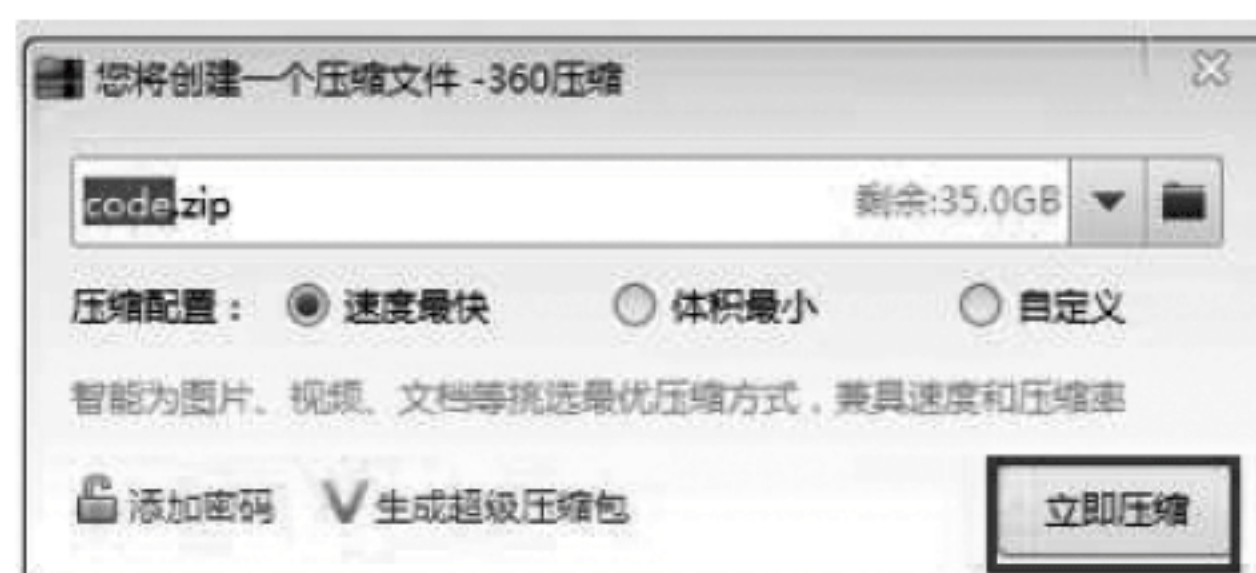 您将创建一个压缩文件 -360压缩
code.zip 剩余:35.0GB
压缩配置： 速度最快 体积最小 自定义
智能为图片、视频、文档等挑选最优压缩方式，兼具速度和压缩率
添加密码 生成超级压缩包 立即压缩